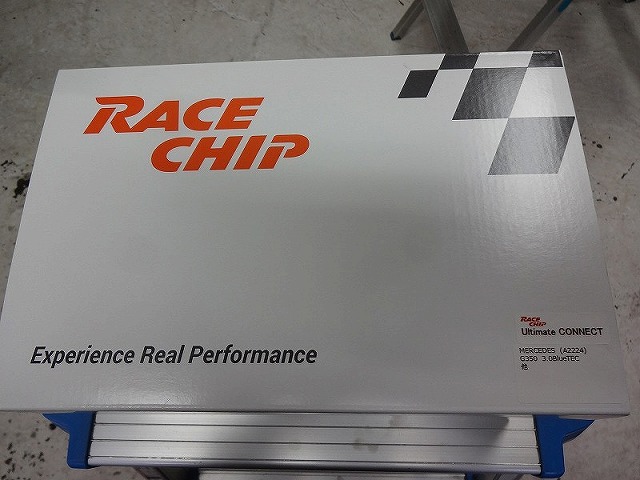 RACE
CHIP
Experience Real Performance
RACE
CHIP
Ultimate CONNECT
MERCEDES (A2224)
G350 3.0BlueTEC
他